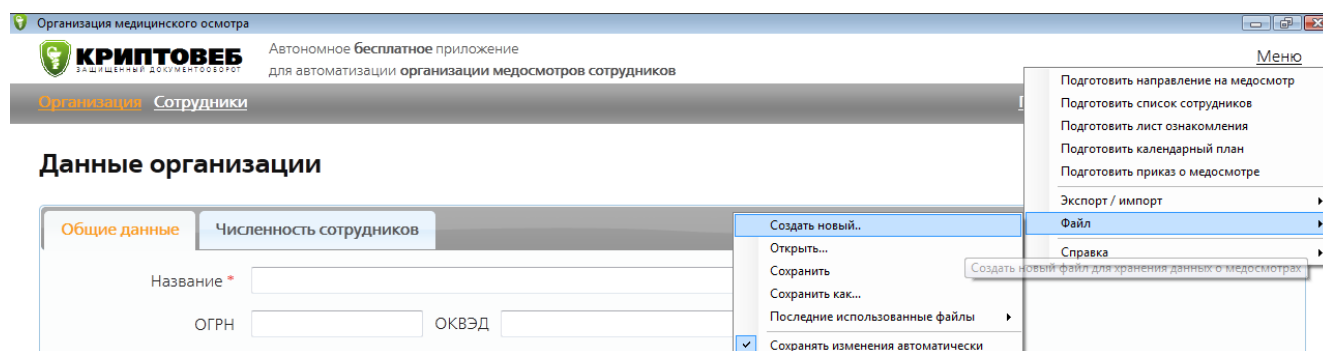 Организация медицинского осмотра
КРИПТОВЕБ
ЗАЩИЩЕННЫЙ ДОКУМЕНТООБОРОТ
Автономное бесплатное приложение
для автоматизации организации медосмотров сотрудников
Меню
Организация Сотрудники
Подготовить направление на медосмотр
Подготовить список сотрудников
Подготовить лист ознакомления
Подготовить календарный план
Подготовить приказ о медосмотре
Экспорт / импорт
Файл
Справка
Данные организации
Общие данные
Численность сотрудников
Создать новый..
Открыть...
Сохранить
Сохранить как...
Последние использованные файлы
Сохранять изменения автоматически
Создать новый файл для хранения данных о медосмотрах
Название *
ОГРН
ОКВЭД